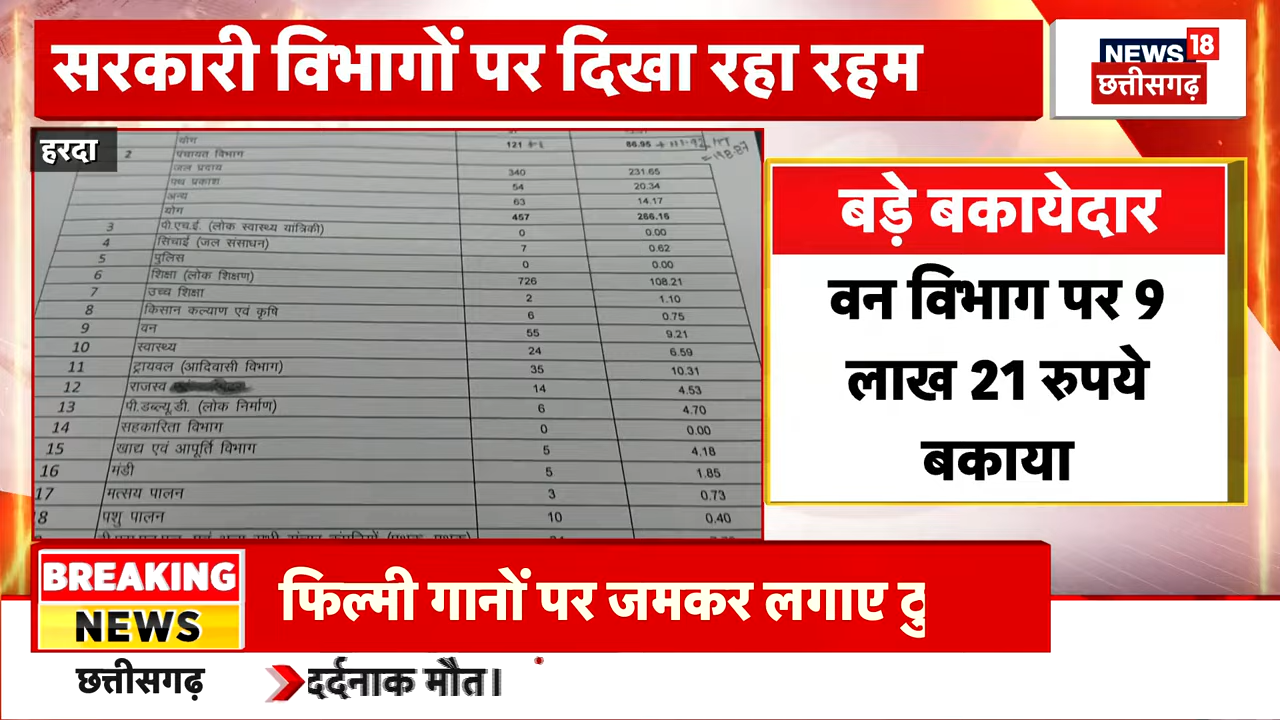 सरकारी विभागों पर दिखा रहा रहम
NEWS 18
छत्तीसगढ़
हरदा
योग 121 86.95
2 पंचायत विभाग
जल प्रदाय 340 231.65
पथ प्रकाश 54 20.34
अन्य 63 14.17
योग 457 266.16
3 पी.एच.ई. (लोक स्वास्थ्य यांत्रिकी) 0 0.00
4 सिंचाई (जल संसाधन) 7 0.62
5 पुलिस 0 0.00
6 शिक्षा (लोक शिक्षण) 726 108.21
7 उच्च शिक्षा 2 1.10
8 किसान कल्याण एवं कृषि 6 0.75
9 वन 55 9.21
10 स्वास्थ्य 24 6.59
11 ट्रायवल (आदिवासी विभाग) 35 10.31
12 राजस्व 14 4.53
13 पी.डब्ल्यू.डी. (लोक निर्माण) 6 4.70
14 सहकारिता विभाग 0 0.00
15 खाद्य एवं आपूर्ति विभाग 5 4.18
16 मंडी 5 1.85
17 मत्सय पालन 3 0.73
8 पशु पालन 10 0.40
बड़े बकायेदार
वन विभाग पर 9
लाख 21 रुपये
बकाया
BREAKING
NEWS
फिल्मी गानों पर जमकर लगाए ठु
छत्तीसगढ़
दर्दनाक मौत।